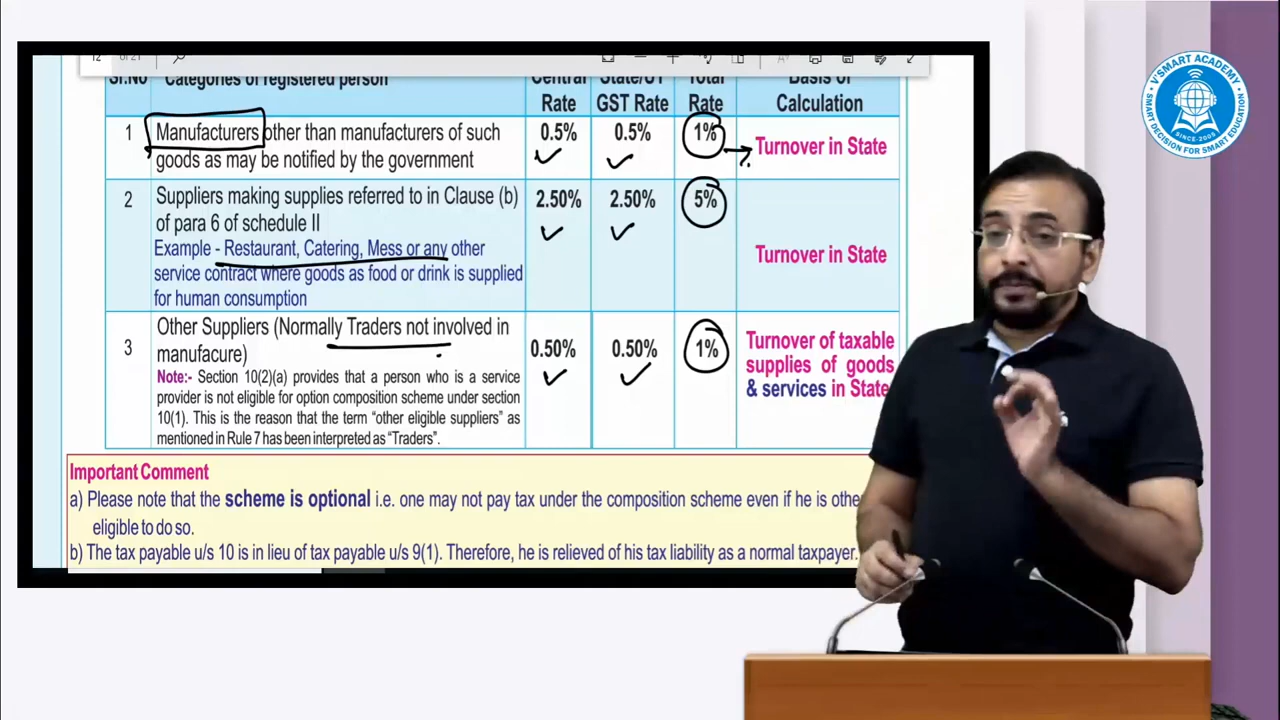 12 of 21
Sr.No Categories of registered person Central Rate State/UT GST Rate Total Rate Basis of Calculation
1 Manufacturers other than manufacturers of such goods as may be notified by the government 0.5% 0.5% 1% Turnover in State
2 Suppliers making supplies referred to in Clause (b) of para 6 of schedule II 2.50% 2.50% 5% Turnover in State
Example - Restaurant, Catering, Mess or any other
service contract where goods as food or drink is supplied
for human consumption
3 Other Suppliers (Normally Traders not involved in manufacure) 0.50% 0.50% 1% Turnover of taxable supplies of goods & services in State
Note:- Section 10(2)(a) provides that a person who is a service
provider is not eligible for option composition scheme under section
10(1). This is the reason that the term “other eligible suppliers” as
mentioned in Rule 7 has been interpreted as “Traders”.
Important Comment
a) Please note that the scheme is optional i.e. one may not pay tax under the composition scheme even if he is othe
eligible to do so.
b) The tax payable u/s 10 is in lieu of tax payable u/s 9(1). Therefore, he is relieved of his tax liability as a normal taxpayer.
V'SMART ACADEMY
SINCE-2005
SMART DECISION FOR SMART EDUCATION